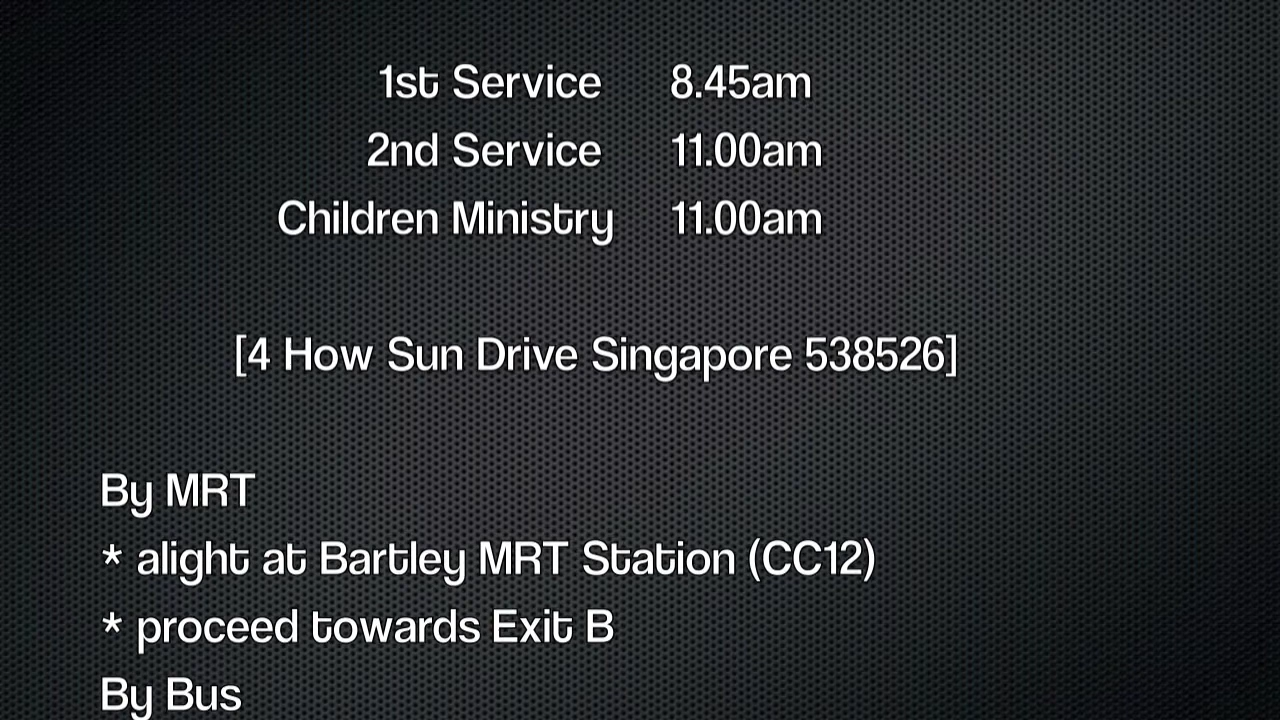 1st Service 8.45am
2nd Service 11.00am
Children Ministry 11.00am
[4 How Sun Drive Singapore 538526]
By MRT
* alight at Bartley MRT Station (CC12)
* proceed towards Exit B
By Bus